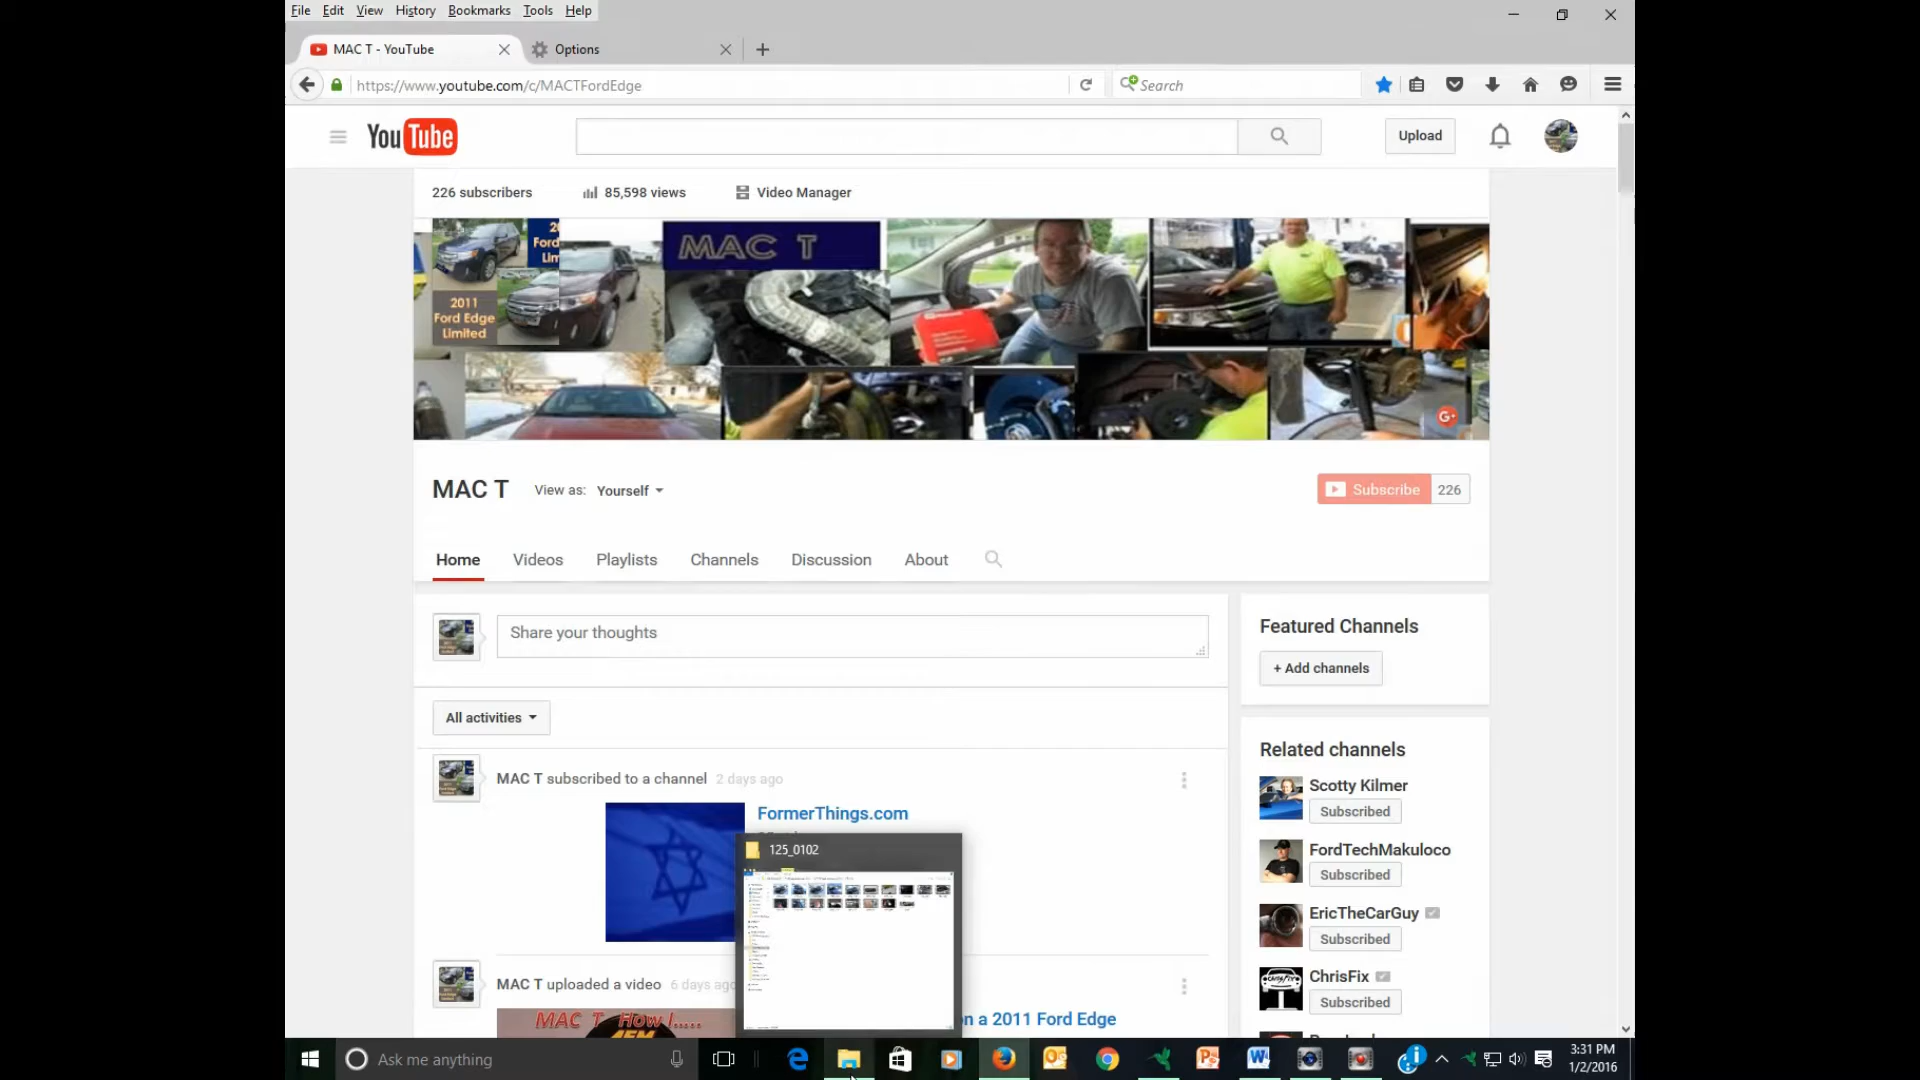 File Edit View History Bookmarks Tools Help
MAC T - YouTube
Options
https://www.youtube.com/c/MACTFordEdge
Search
YouTube
Upload
226 subscribers
85,598 views
Video Manager
MAC T
2011
Ford Edge
Limited
G+
MAC T
View as: Yourself
Subscribe 226
Home Videos Playlists Channels Discussion About
Share your thoughts
All activities
MAC T subscribed to a channel 2 days ago
FormerThings.com
125_0102
MAC T uploaded a video 6 days ago
MAC T How I.....
on a 2011 Ford Edge
Featured Channels
+ Add channels
Related channels
Scotty Kilmer
Subscribed
FordTechMakuloco
Subscribed
EricTheCarGuy
Subscribed
ChrisFix
Subscribed
Ask me anything
3:31 PM
1/2/2016